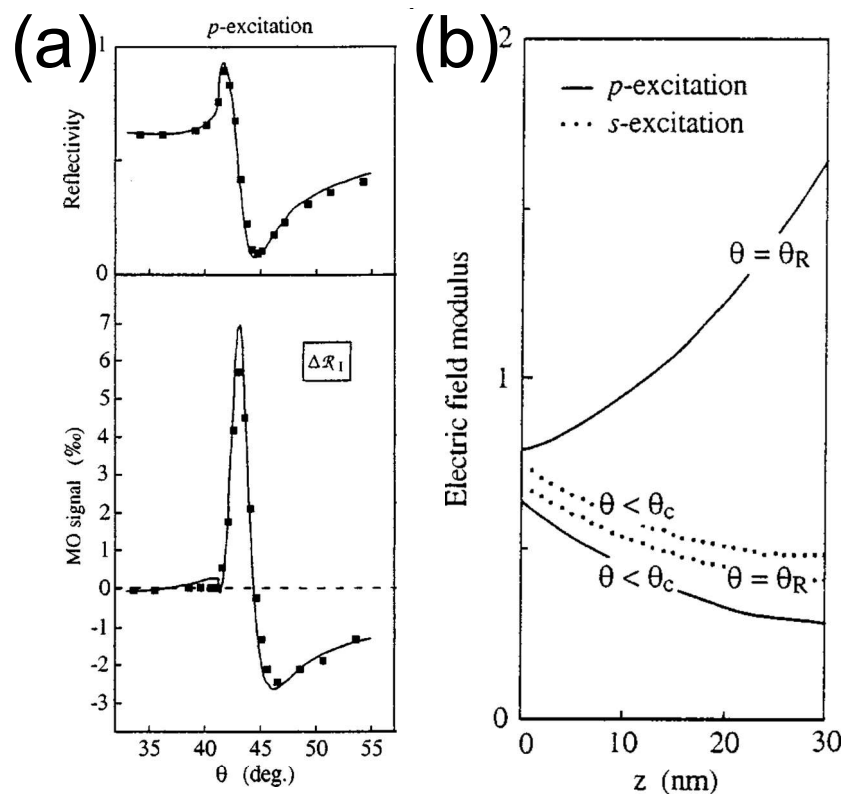 (a)
p-excitation
Reflectivity
1
0
ΔℛI
MO signal (‰)
7
6
5
4
3
2
1
0
-1
-2
-3
35 40 45 50 55
θ (deg.)
(b)
Electric field modulus
2
1
0
p-excitation
s-excitation
θ = θR
θ < θc
θ < θc
θ = θR
0 10 20 30
z (nm)